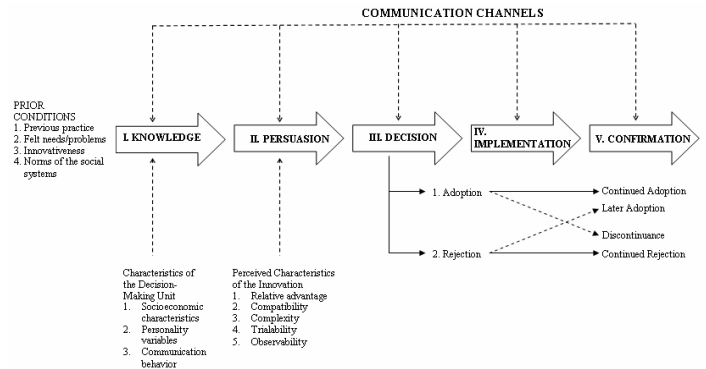 COMMUNICATION CHANNELS
PRIOR
CONDITIONS
1. Previous practice
2. Felt needs/problems
3. Innovativeness
4. Norms of the social
systems
I. KNOWLEDGE
II. PERSUASION
III. DECISION
IV.
IMPLEMENTATION
V. CONFIRMATION
1. Adoption
Continued Adoption
Later Adoption
Discontinuance
2. Rejection
Continued Rejection
Characteristics of
the Decision-
Making Unit
1. Socioeconomic
characteristics
2. Personality
variables
3. Communication
behavior
Perceived Characteristics
of the Innovation
1. Relative advantage
2. Compatibility
3. Complexity
4. Trialability
5. Observability